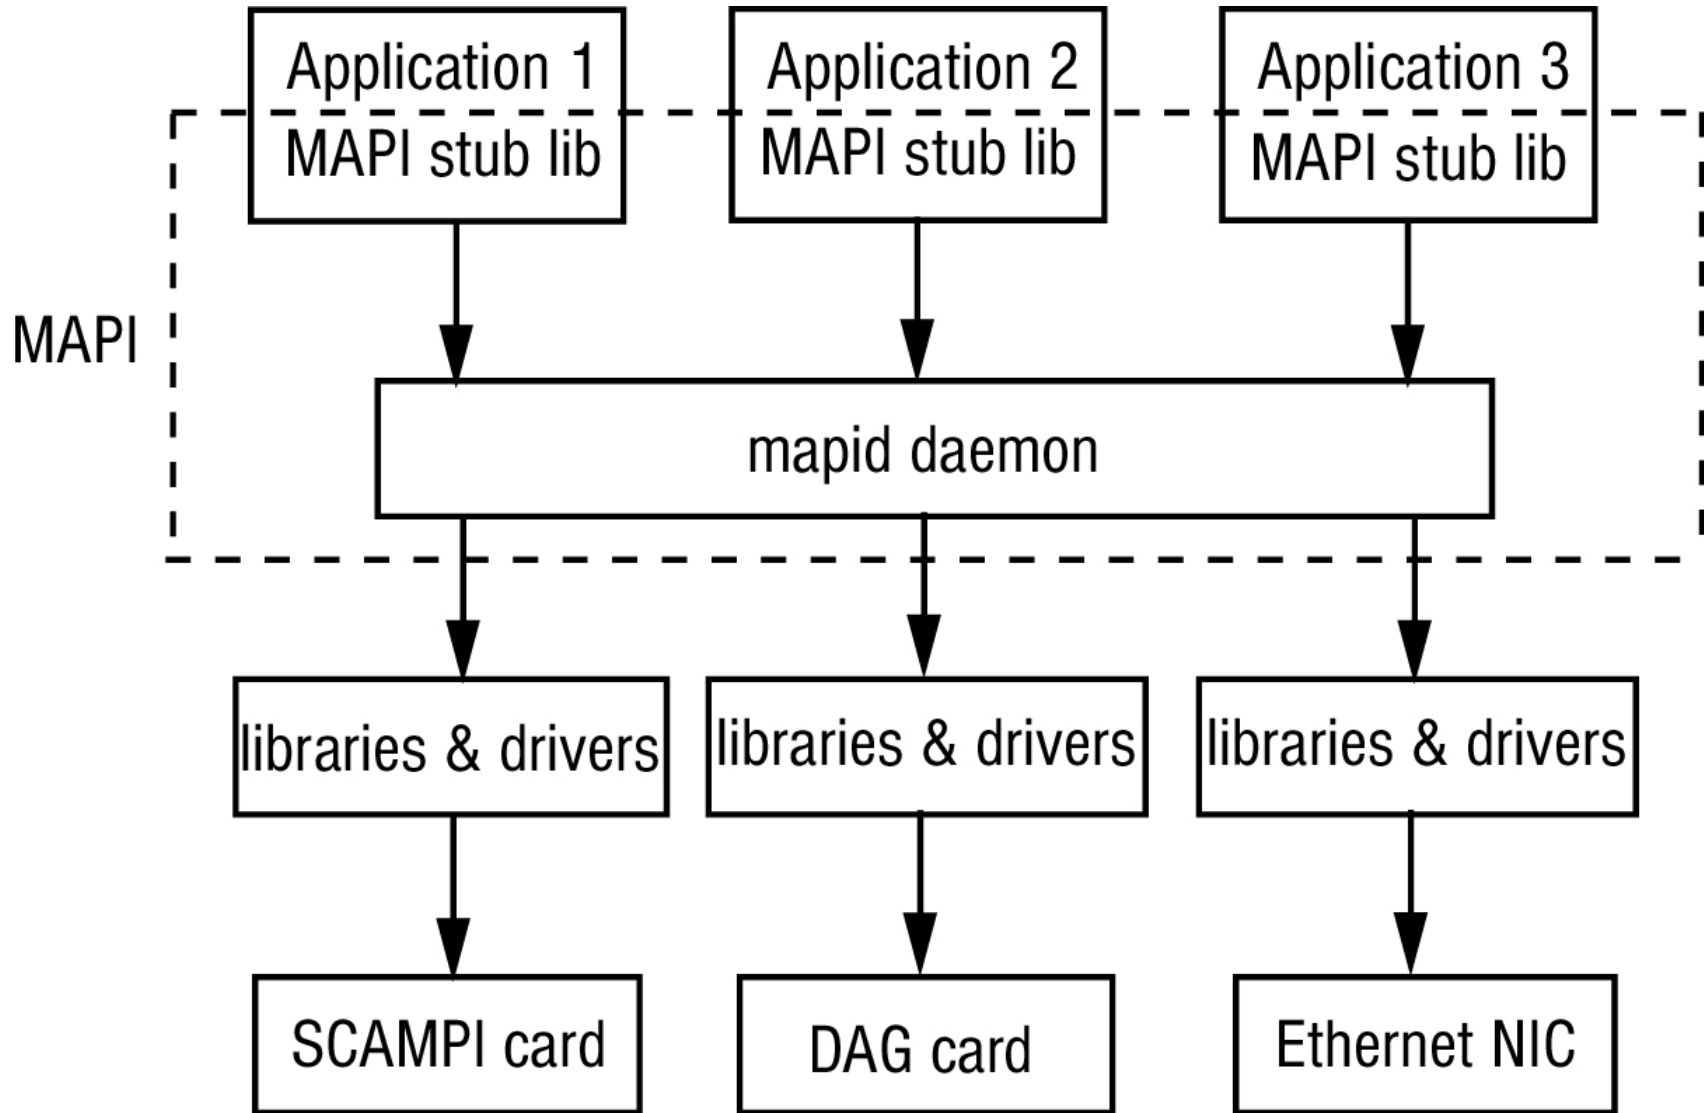 Application 1
MAPI stub lib
Application 2
MAPI stub lib
Application 3
MAPI stub lib
MAPI
mapid daemon
libraries & drivers
libraries & drivers
libraries & drivers
SCAMPI card
DAG card
Ethernet NIC